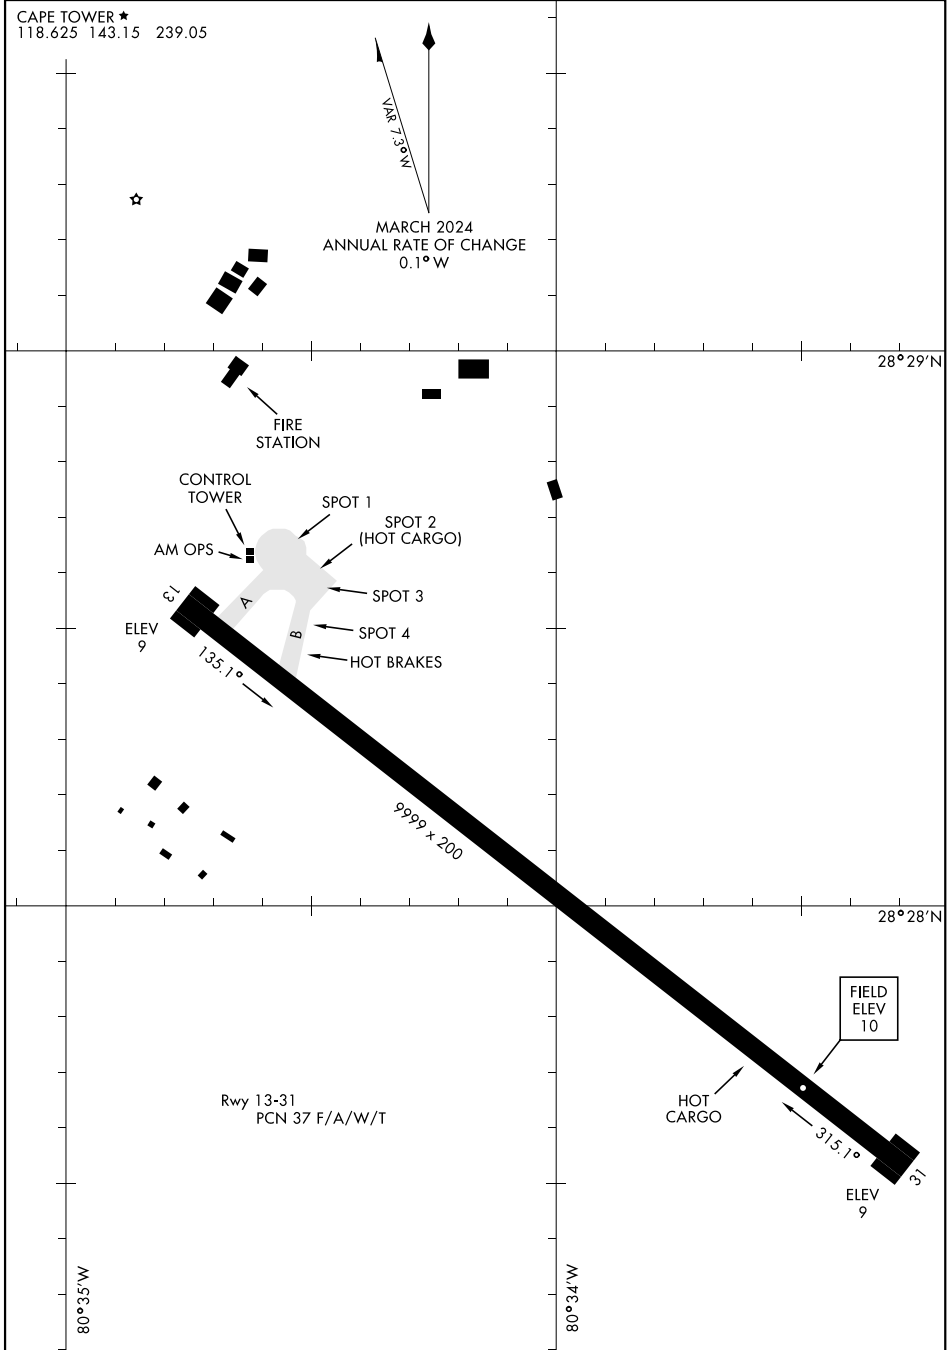 CAPE TOWER ★
118.625 143.15 239.05
VAR 7.3°W
MARCH 2024
ANNUAL RATE OF CHANGE
0.1° W
28°29'N
FIRE
STATION
CONTROL
TOWER
SPOT 1
SPOT 2
(HOT CARGO)
AM OPS
SPOT 3
A
13
ELEV
9
B
SPOT 4
HOT BRAKES
135.1°
9999 x 200
28°28'N
FIELD
ELEV
10
Rwy 13-31
PCN 37 F/A/W/T
HOT
CARGO
315.1°
31
ELEV
9
80°35'W
80°34'W